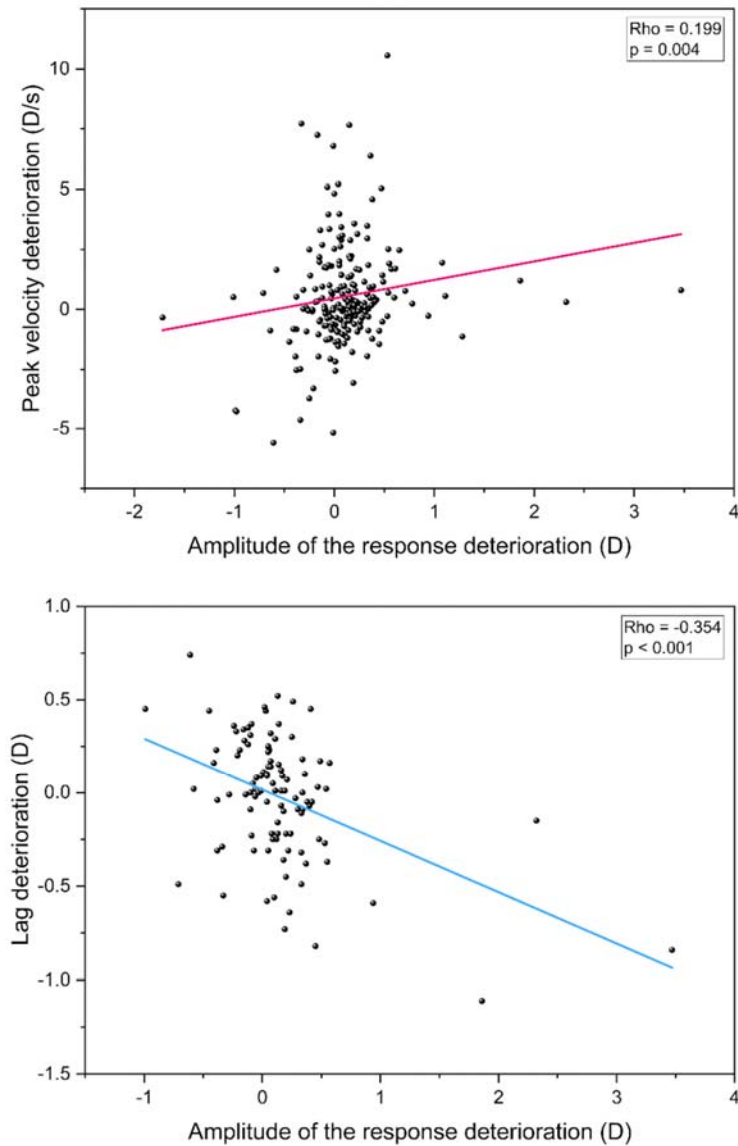 Rho = 0.199
p = 0.004
10
5
0
-5
Peak velocity deterioration (D/s)
-2
-1
0
1
2
3
4
Amplitude of the response deterioration (D)
Rho = -0.354
p < 0.001
1.0
0.5
0.0
-0.5
-1.0
-1.5
Lag deterioration (D)
-1
0
1
2
3
4
Amplitude of the response deterioration (D)